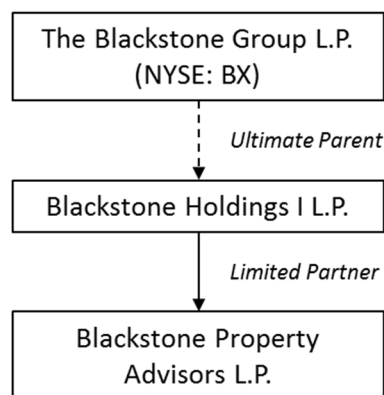 The Blackstone Group L.P.
(NYSE: BX)
Ultimate Parent
Blackstone Holdings I L.P.
Limited Partner
Blackstone Property
Advisors L.P.